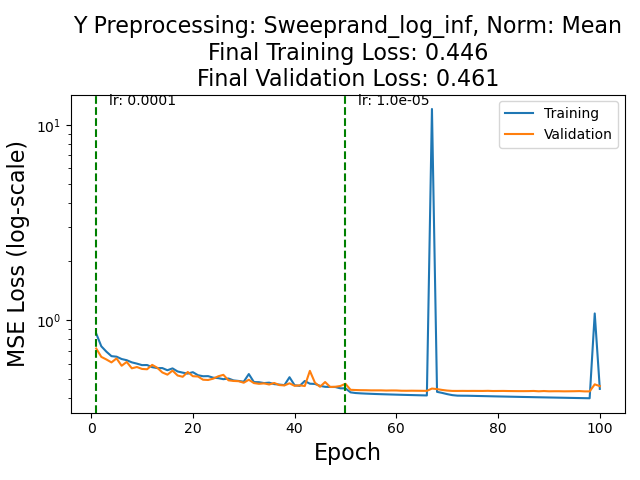 Y Preprocessing: Sweeprand_log_inf, Norm: Mean
Final Training Loss: 0.446
Final Validation Loss: 0.461
lr: 0.0001
lr: 1.0e-05
Training
Validation
MSE Loss (log-scale)
10¹
10⁰
0
20
40
60
80
100
Epoch